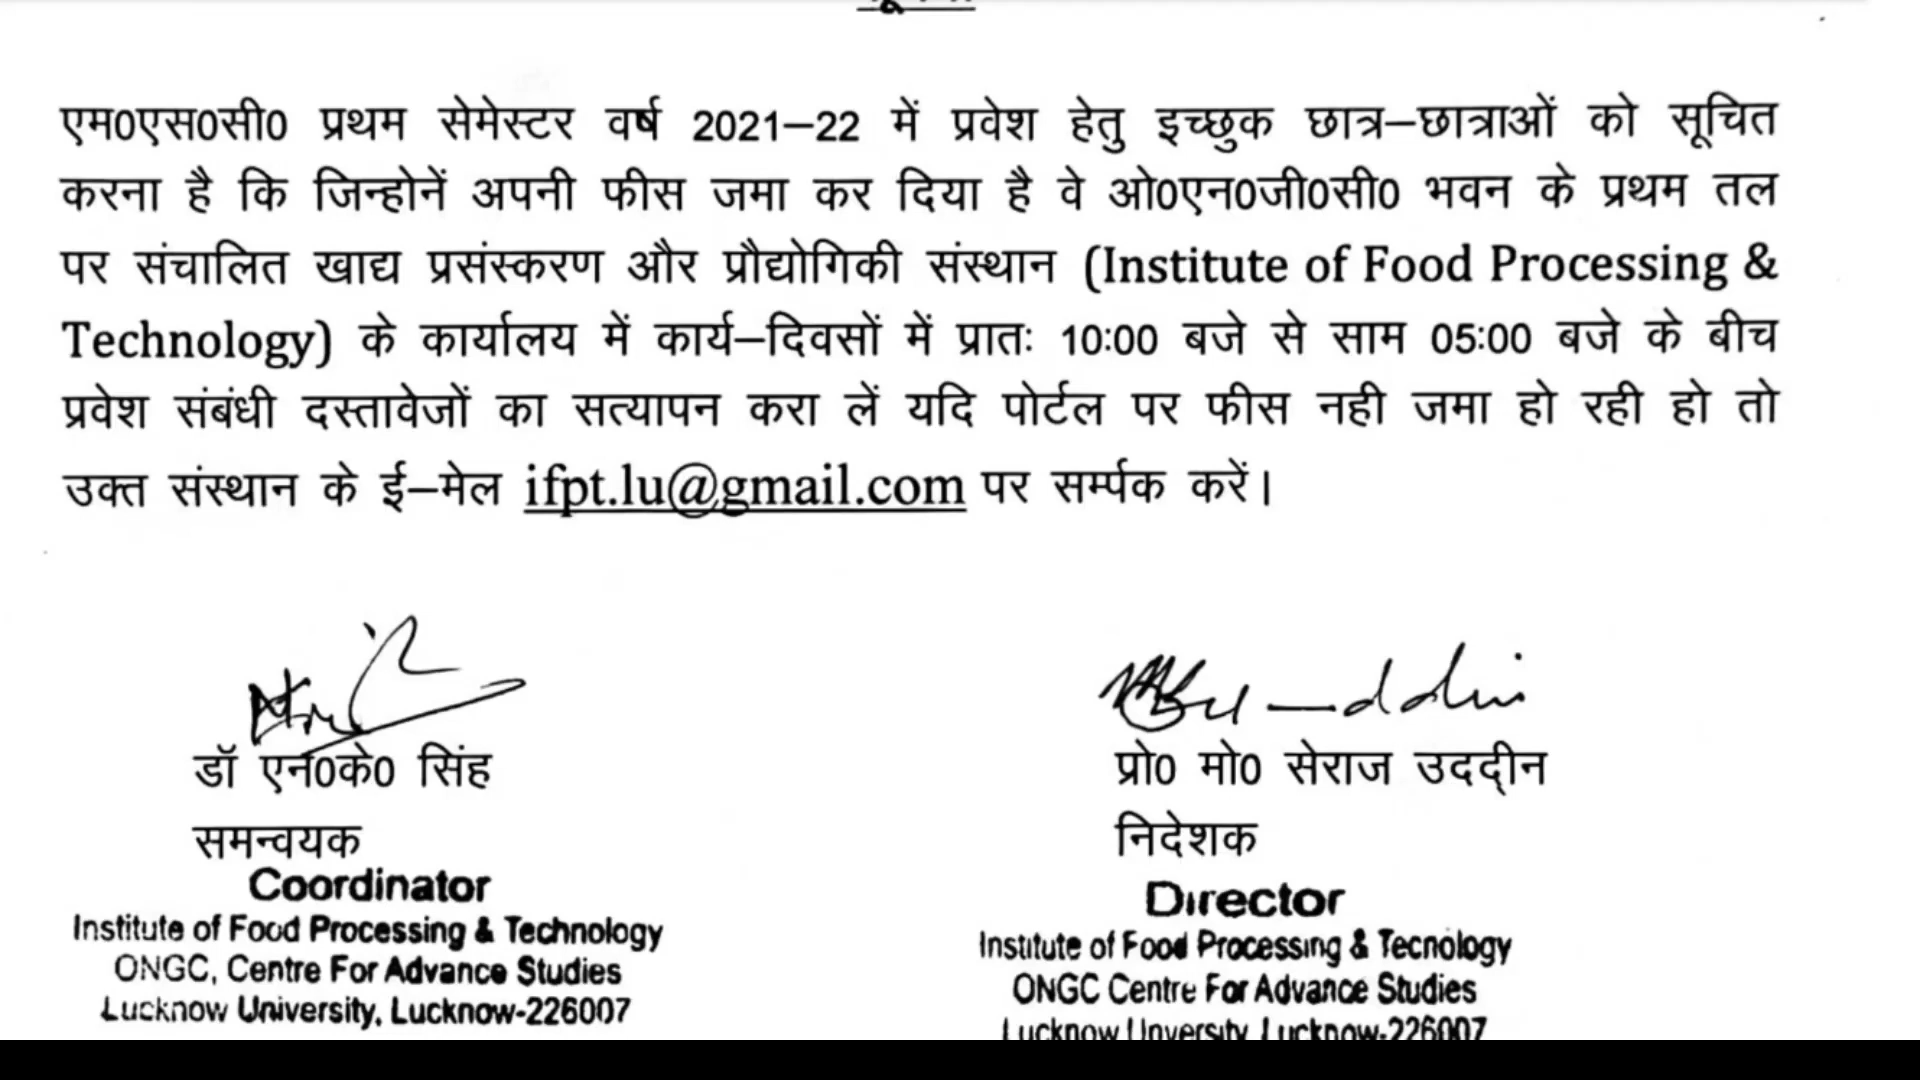 एम0एस0सी0 प्रथम सेमेस्टर वर्ष 2021–22 में प्रवेश हेतु इच्छुक छात्र–छात्राओं को सूचित
करना है कि जिन्होनें अपनी फीस जमा कर दिया है वे ओ0एन0जी0सी0 भवन के प्रथम तल
पर संचालित खाद्य प्रसंस्करण और प्रौद्योगिकी संस्थान (Institute of Food Processing &
Technology) के कार्यालय में कार्य–दिवसों में प्रातः 10:00 बजे से साम 05:00 बजे के बीच
प्रवेश संबंधी दस्तावेजों का सत्यापन करा लें यदि पोर्टल पर फीस नही जमा हो रही हो तो
उक्त संस्थान के ई–मेल ifpt.lu@gmail.com पर सर्म्पक करें।
डॉ एन0के0 सिंह
समन्वयक
Coordinator
Institute of Food Processing & Technology
ONGC, Centre For Advance Studies
Lucknow University, Lucknow-226007
प्रो0 मो0 सेराज उददीन
निदेशक
Director
Institute of Food Processing & Tecnology
ONGC Centre For Advance Studies
Lucknow Unversity Lucknow-226007